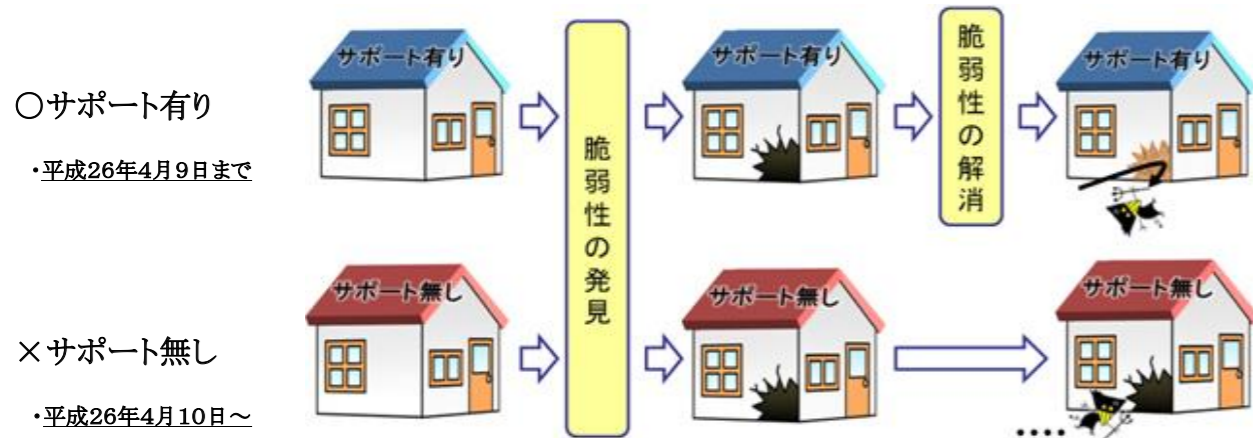 ○サポート有り
・平成26年4月9日まで
サポート有り
脆弱性の発見
サポート有り
脆弱性の解消
サポート有り
×サポート無し
・平成26年4月10日～
サポート無し
サポート無し
サポート無し
‥‥